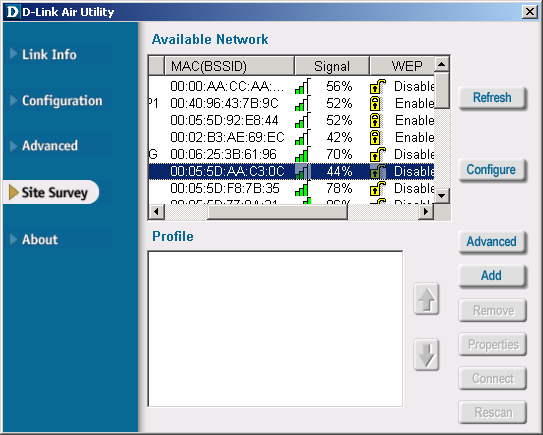 D D-Link Air Utility
Link Info
Configuration
Advanced
Site Survey
About
Available Network
MAC(BSSID) Signal WEP
00:00:AA:CC:AA:... 56% Disable
P1 00:40:96:43:7B:9C 52% Enable
00:05:5D:92:E8:44 52% Enable
00:02:B3:AE:69:EC 42% Enable
G 00:06:25:3B:61:96 70% Disable
00:05:5D:AA:C3:0C 44% Disable
00:05:5D:F8:7B:35 78% Disable
Profile
Refresh
Configure
Advanced
Add
Remove
Properties
Connect
Rescan